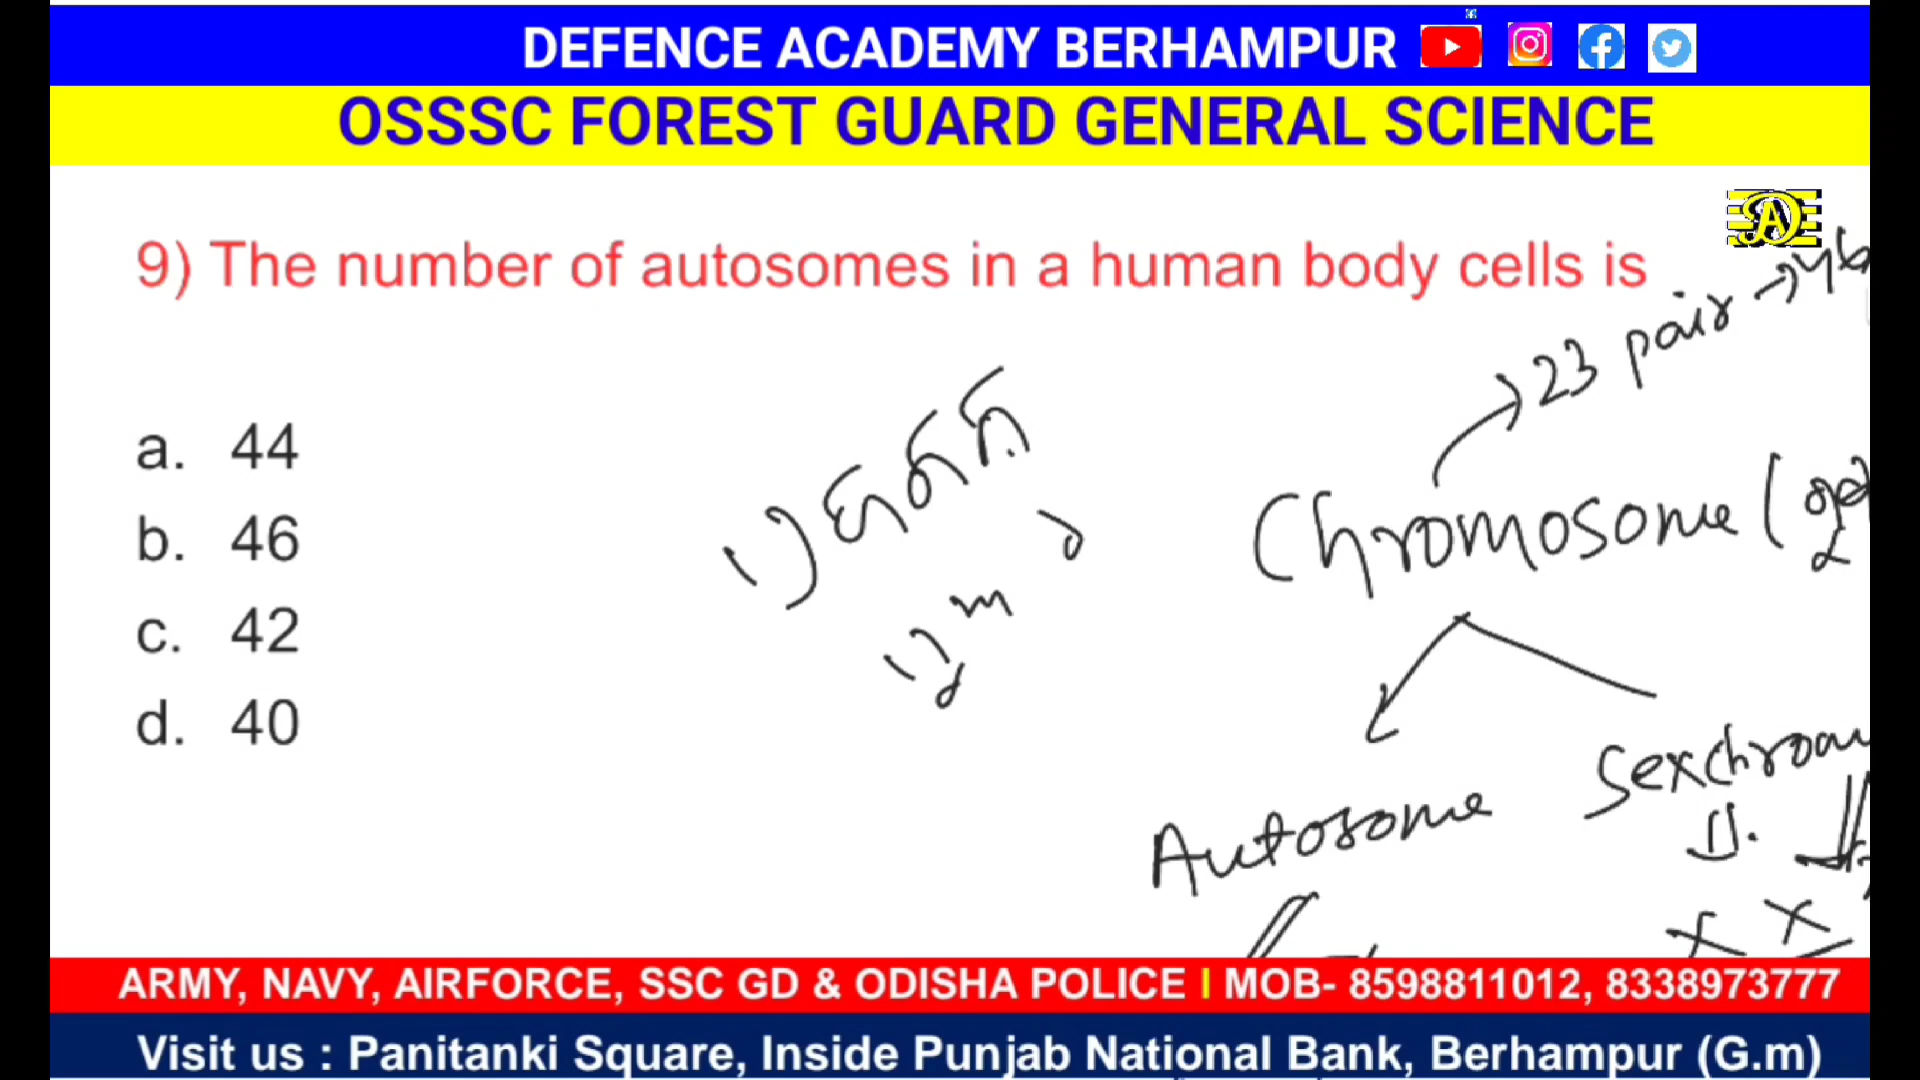 DEFENCE ACADEMY BERHAMPUR
OSSSC FOREST GUARD GENERAL SCIENCE
9) The number of autosomes in a human body cells is
→ 23 pair → 46
a. 44
b. 46
c. 42
d. 40
Chromosome (
Autosome
Sexchrom
X X
ARMY, NAVY, AIRFORCE, SSC GD & ODISHA POLICE I MOB- 8598811012, 8338973777
Visit us : Panitanki Square, Inside Punjab National Bank, Berhampur (G.m)